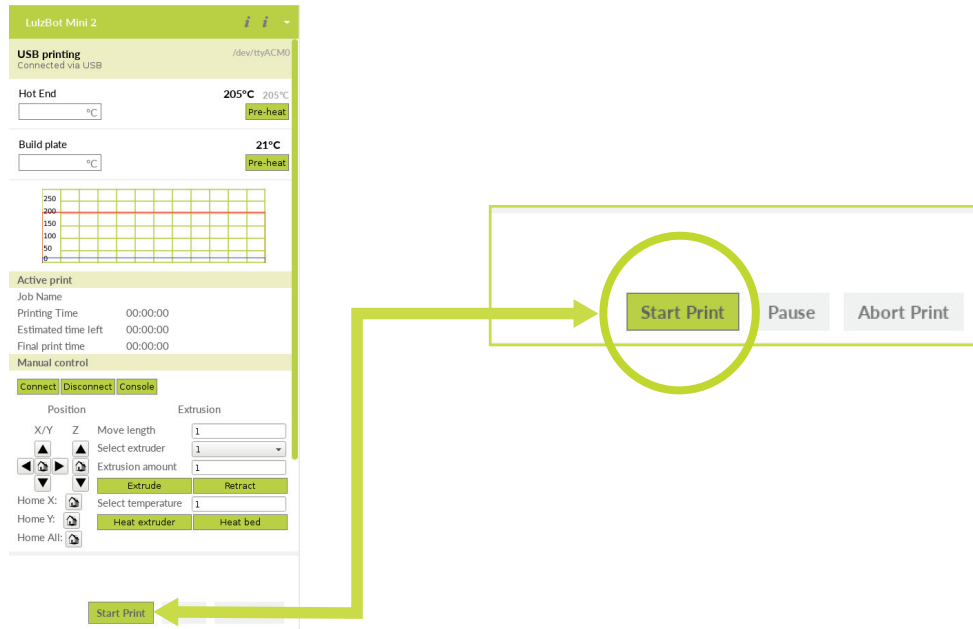 LulzBot Mini 2 i i
USB printing /dev/ttyACM0
Connected via USB
Hot End 205°C 205°C
°C Pre-heat
Build plate 21°C
°C Pre-heat
250
200
150
100
50
0
Active print
Job Name
Printing Time 00:00:00
Estimated time left 00:00:00
Final print time 00:00:00
Manual control
Connect Disconnect Console
Position Extrusion
X/Y Z Move length 1
Select extruder 1
Extrusion amount 1
Extrude Retract
Home X: Select temperature 1
Home Y: Heat extruder Heat bed
Home All:
Start Print
Start Print Pause Abort Print